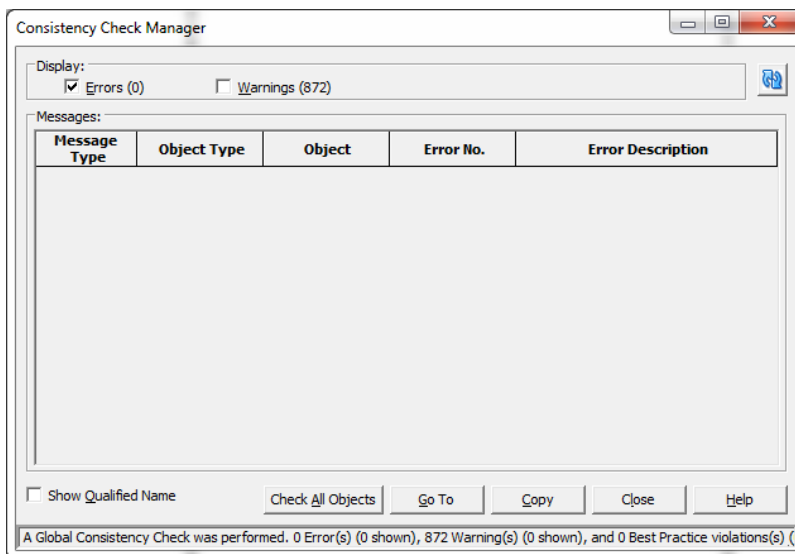 Consistency Check Manager
Display:
Errors (0) Warnings (872)
Messages:
Message Type Object Type Object Error No. Error Description
Show Qualified Name Check All Objects Go To Copy Close Help
A Global Consistency Check was performed. 0 Error(s) (0 shown), 872 Warning(s) (0 shown), and 0 Best Practice violations(s) (